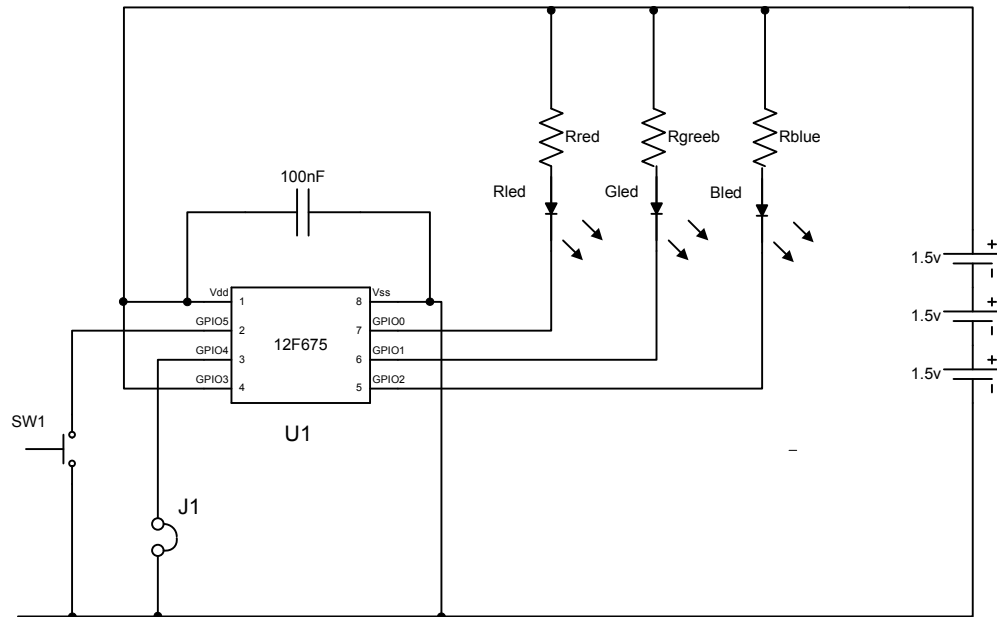 Rred
Rgreeb
Rblue
100nF
Rled
Gled
Bled
+
1.5v
-
+
1.5v
-
+
1.5v
-
Vdd
1
8
Vss
GPIO5
2
7
GPIO0
12F675
GPIO4
3
6
GPIO1
GPIO3
4
5
GPIO2
U1
SW1
J1